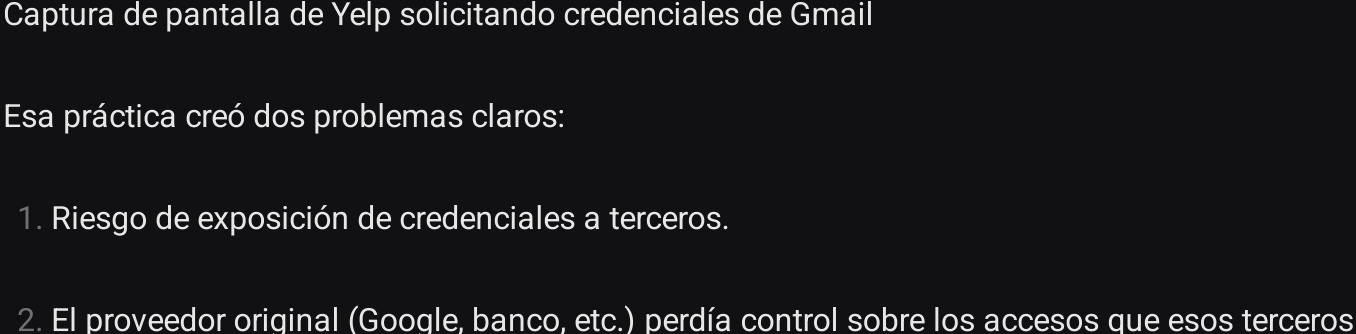 Captura de pantalla de Yelp solicitando credenciales de Gmail
Esa práctica creó dos problemas claros:
1. Riesgo de exposición de credenciales a terceros.
2. El proveedor original (Google, banco, etc.) perdía control sobre los accesos que esos terceros